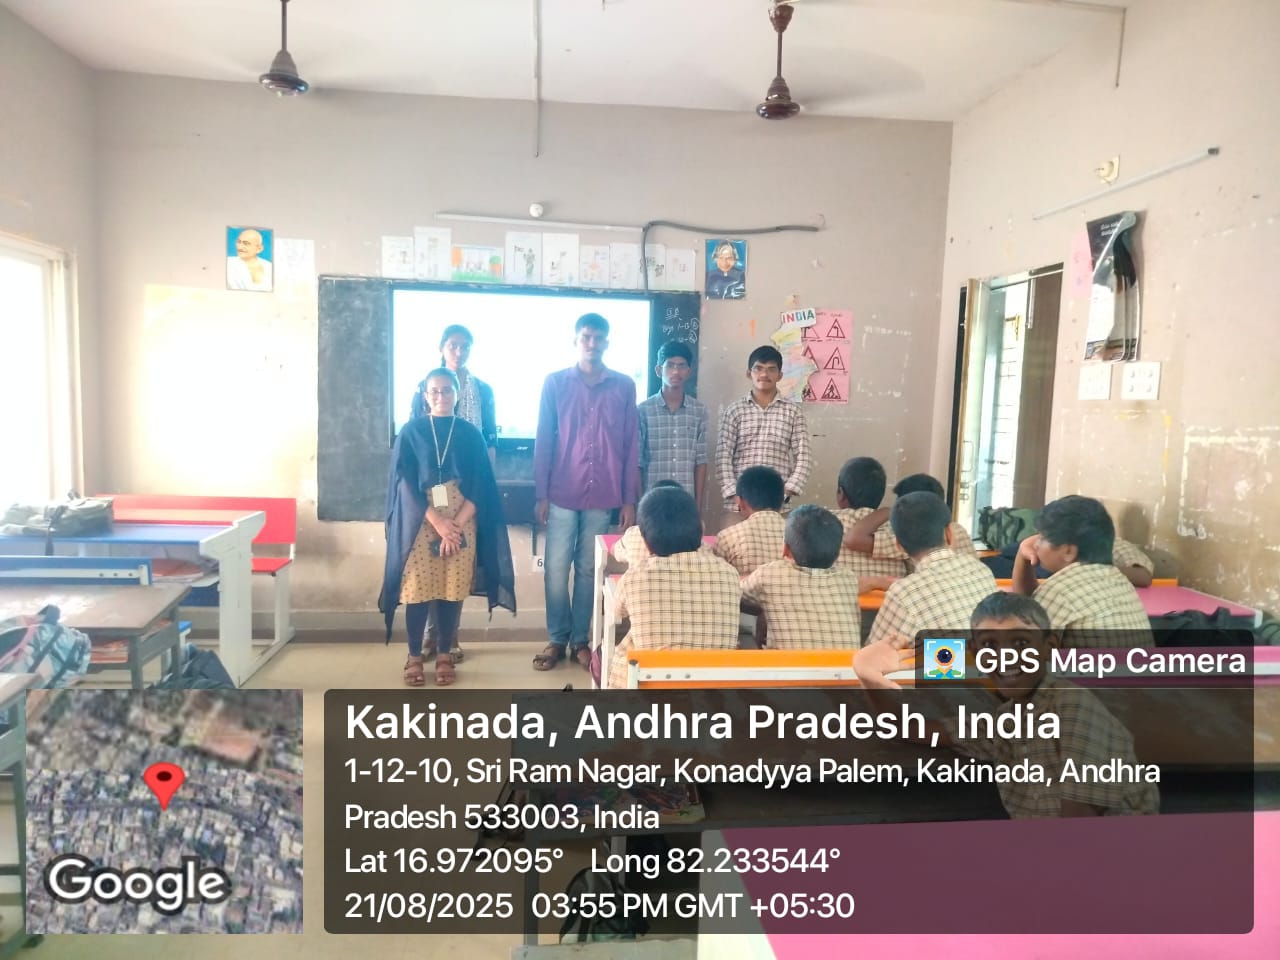 INDIA
acer
GPS Map Camera
Kakinada, Andhra Pradesh, India
1-12-10, Sri Ram Nagar, Konadyya Palem, Kakinada, Andhra
Pradesh 533003, India
Lat 16.972095° Long 82.233544°
21/08/2025 03:55 PM GMT +05:30
Google